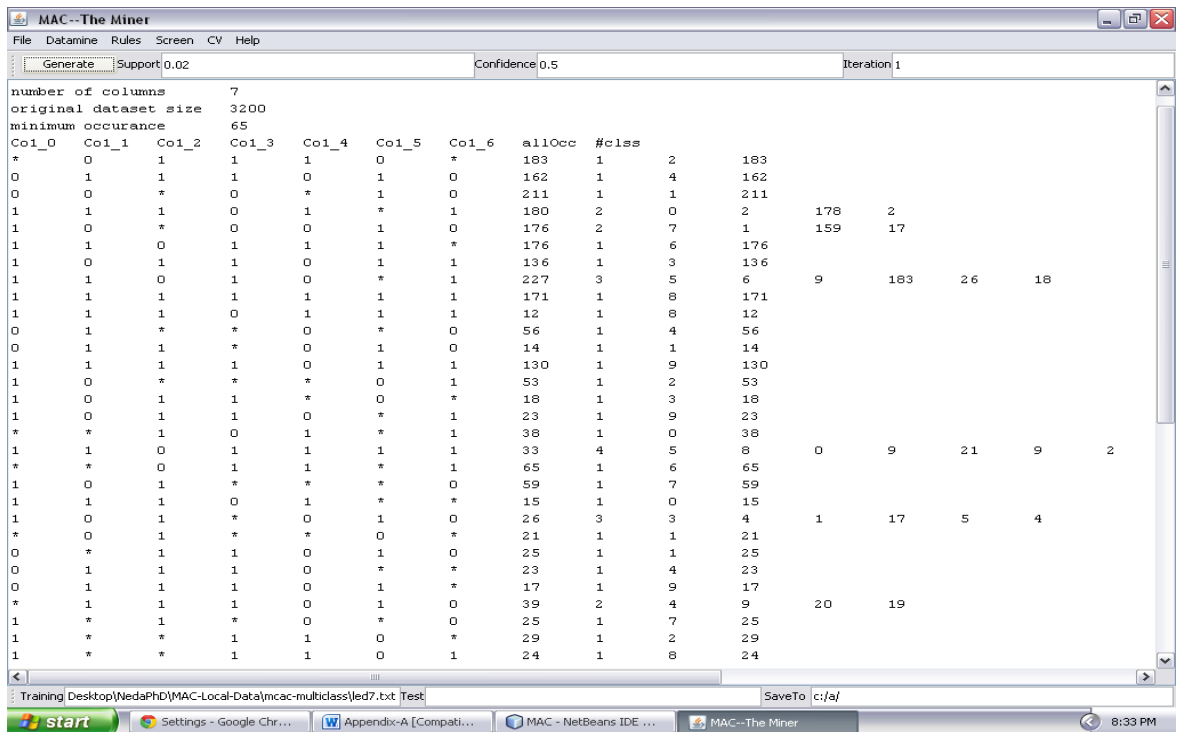 MAC--The Miner
File Datamine Rules Screen CV Help
Generate Support 0.02 Confidence 0.5 Iteration 1
number of columns 7
original dataset size 3200
minimum occurance 65
Co1_0 Co1_1 Co1_2 Co1_3 Co1_4 Co1_5 Co1_6 allOcc #clss
* 0 1 1 1 0 * 183 1 2 183
0 1 1 1 0 1 0 162 1 4 162
0 0 * 0 * 1 0 211 1 1 211
1 1 1 0 1 * 1 180 2 0 2 178 2
1 0 * 0 0 1 0 176 2 7 1 159 17
1 1 0 1 1 1 * 176 1 6 176
1 0 1 1 0 1 1 136 1 3 136
1 1 0 1 0 * 1 227 3 5 6 9 183 26 18
1 1 1 1 1 1 1 171 1 8 171
1 1 1 0 1 1 1 12 1 8 12
0 1 * * 0 * 0 56 1 4 56
0 1 1 * 0 1 0 14 1 1 14
1 1 1 1 0 1 1 130 1 9 130
1 0 * * * 0 1 53 1 2 53
1 0 1 1 * 0 * 18 1 3 18
1 0 1 1 0 * 1 23 1 9 23
* * 1 0 1 * 1 38 1 0 38
1 1 0 1 1 1 1 33 4 5 8 0 9 21 9 2
* * 0 1 1 * 1 65 1 6 65
1 0 1 * * * 0 59 1 7 59
1 1 1 0 1 * * 15 1 0 15
1 0 1 * 0 1 0 26 3 3 4 1 17 5 4
* 0 1 * * 0 * 21 1 1 21
0 * 1 1 0 1 0 25 1 1 25
0 1 1 1 0 * * 23 1 4 23
0 1 1 1 0 1 * 17 1 9 17
* 1 1 1 0 1 0 39 2 4 9 20 19
1 * 1 * 0 * 0 25 1 7 25
1 * * 1 1 0 * 29 1 2 29
1 * * 1 1 0 1 24 1 8 24
Training Desktop\NedaPhD\MAC-Local-Data\mcac-multiclass\led7.txt Test SaveTo c:/a/
start Settings - Google Chr... Appendix-A [Compati... MAC - NetBeans IDE ... MAC--The Miner 8:33 PM